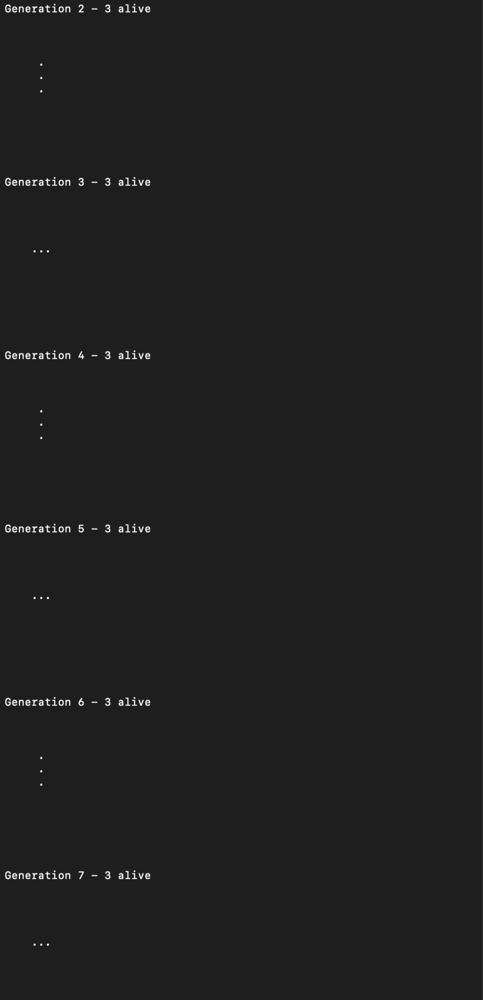 Generation 2 – 3 alive
.
.
.
Generation 3 – 3 alive
...
Generation 4 – 3 alive
.
.
.
Generation 5 – 3 alive
...
Generation 6 – 3 alive
.
.
.
Generation 7 – 3 alive
...